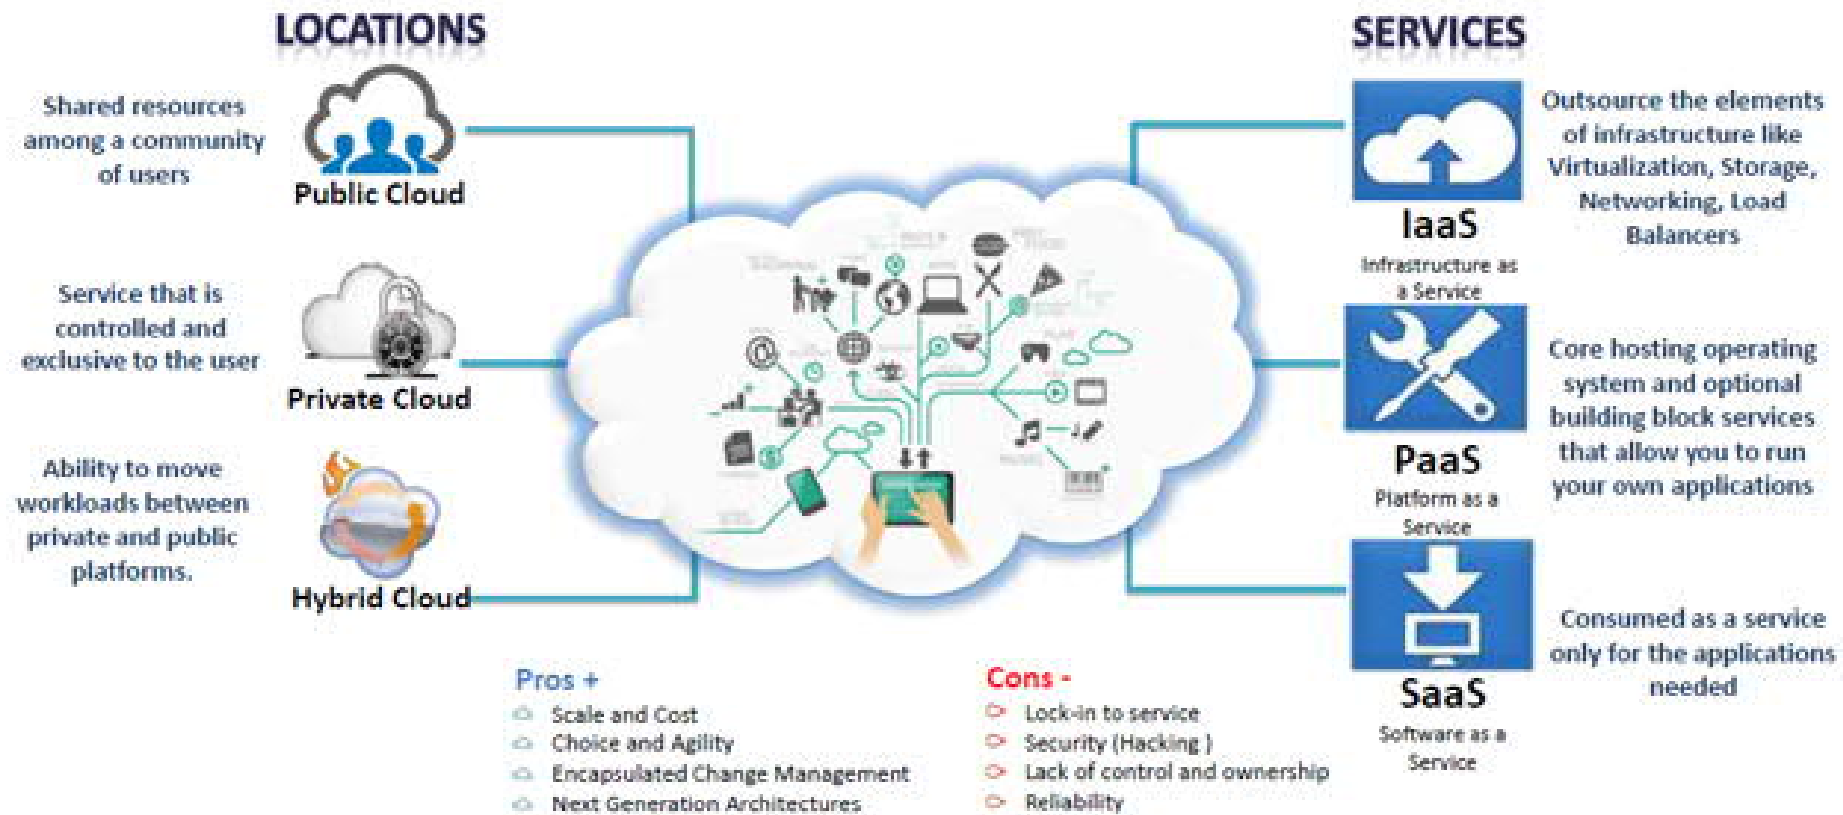 LOCATIONS
Shared resources
among a community
of users
Public Cloud
Service that is
controlled and
exclusive to the user
Private Cloud
Ability to move
workloads between
private and public
platforms.
Hybrid Cloud
SERVICES
IaaS
Infrastructure as
a Service
Outsource the elements
of infrastructure like
Virtualization, Storage,
Networking, Load
Balancers
PaaS
Platform as a
Service
Core hosting operating
system and optional
building block services
that allow you to run
your own applications
SaaS
Software as a
Service
Consumed as a service
only for the applications
needed
Pros +
Scale and Cost
Choice and Agility
Encapsulated Change Management
Next Generation Architectures
Cons -
Lock-in to service
Security (Hacking )
Lack of control and ownership
Reliability